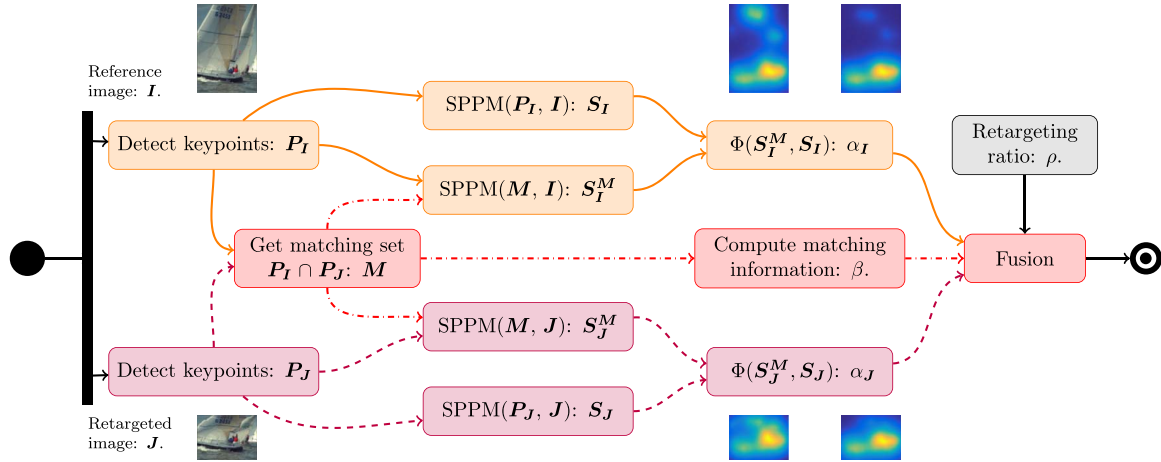 Reference
image: I.
Detect keypoints: P_I
SPPM(P_I, I): S_I
SPPM(M, I): S_I^M
Φ(S_I^M, S_I): α_I
Retargeting
ratio: ρ.
Get matching set
P_I ∩ P_J: M
Compute matching
information: β.
Fusion
SPPM(M, J): S_J^M
Detect keypoints: P_J
Φ(S_J^M, S_J): α_J
SPPM(P_J, J): S_J
Retargeted
image: J.